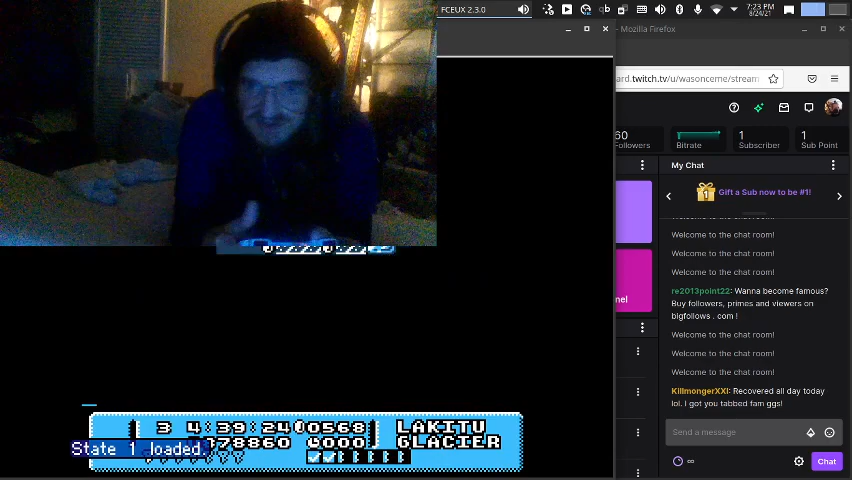 FCEUX 2.3.0
7:23 PM
8/24/21
- Mozilla Firefox
ard.twitch.tv/u/wasonceme/stream
60
Followers
Bitrate
1
Subscriber
1
Sub Point
My Chat
1
Gift a Sub now to be #1!
Welcome to the chat room!
Welcome to the chat room!
Welcome to the chat room!
re2013point22: Wanna become famous?
Buy followers, primes and viewers on
bigfollows . com !
nel
Welcome to the chat room!
Welcome to the chat room!
Welcome to the chat room!
KillmongerXXI: Recovered all day today
lol. I got you tabbed fam ggs!
Send a message
∞
Chat
3 4:39:24 0568 LAKITU
78860 0000 GLACIER
State 1 loaded.